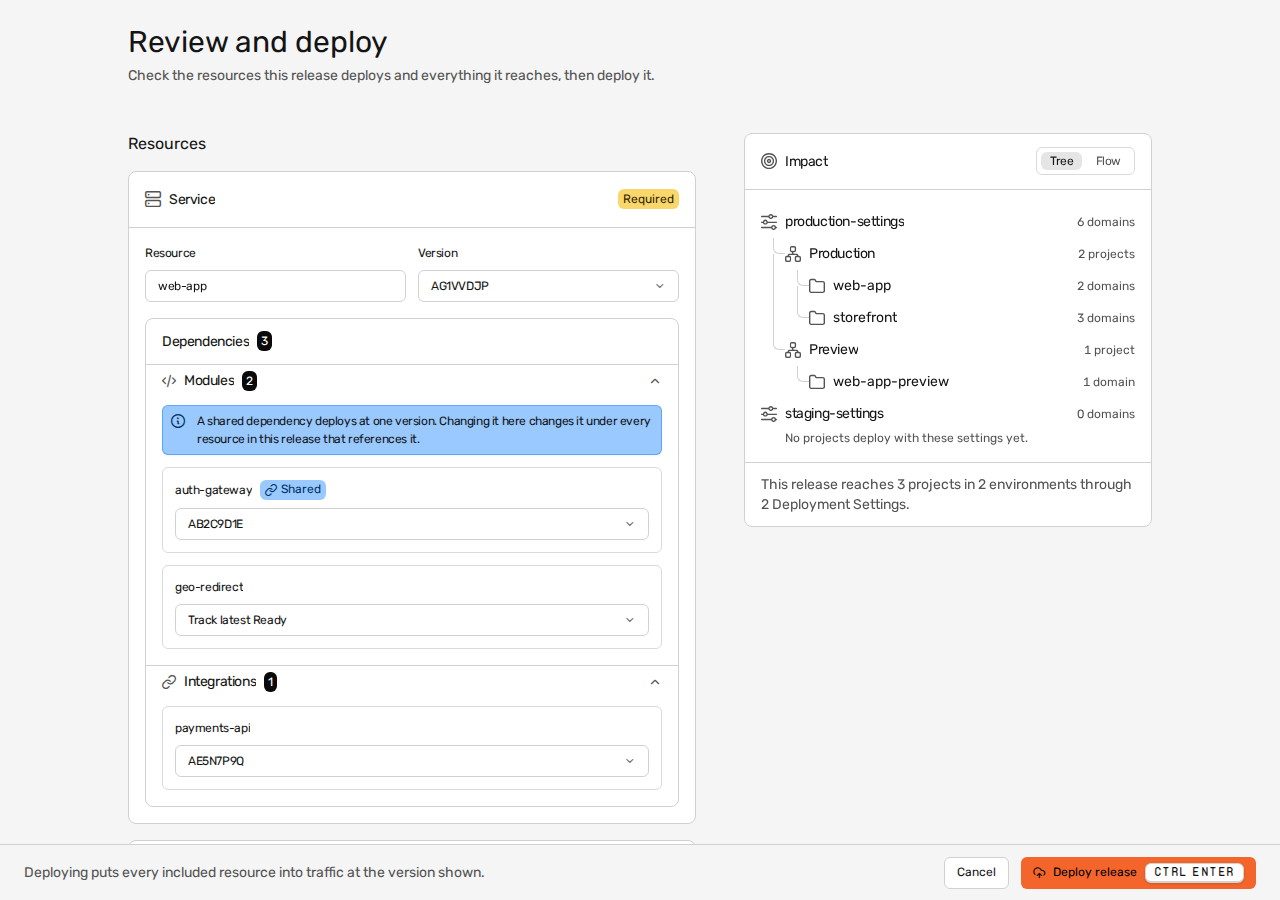 Review and deploy
Check the resources this release deploys and everything it reaches, then deploy it.
Resources
Service
Required
Resource
Version
web-app
AG1VVDJP
Dependencies 3
Modules 2
A shared dependency deploys at one version. Changing it here changes it under every
resource in this release that references it.
auth-gateway
Shared
AB2C9D1E
geo-redirect
Track latest Ready
Integrations 1
payments-api
AE5N7P9Q
Impact
Tree
Flow
production-settings
6 domains
Production
2 projects
web-app
2 domains
storefront
3 domains
Preview
1 project
web-app-preview
1 domain
staging-settings
0 domains
No projects deploy with these settings yet.
This release reaches 3 projects in 2 environments through
2 Deployment Settings.
Deploying puts every included resource into traffic at the version shown.
Cancel
Deploy release CTRL ENTER